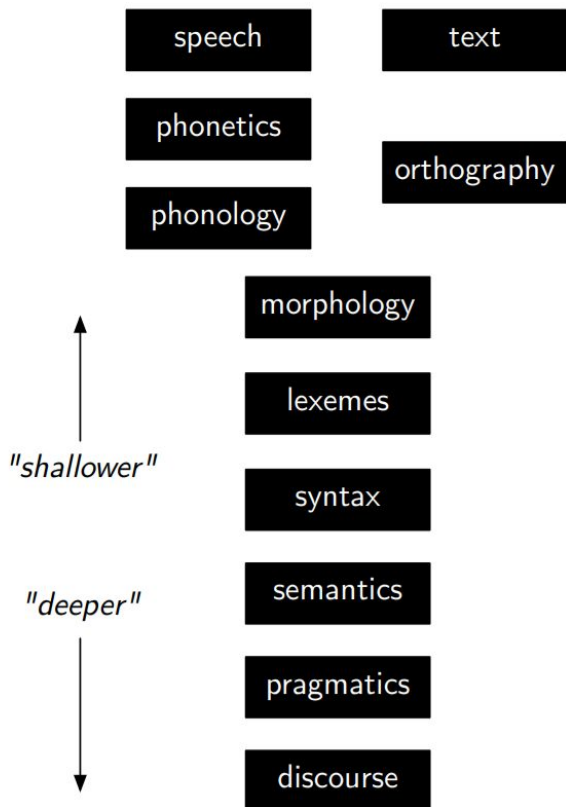 speech
text
phonetics
orthography
phonology
morphology
lexemes
"shallower"
syntax
"deeper"
semantics
pragmatics
discourse